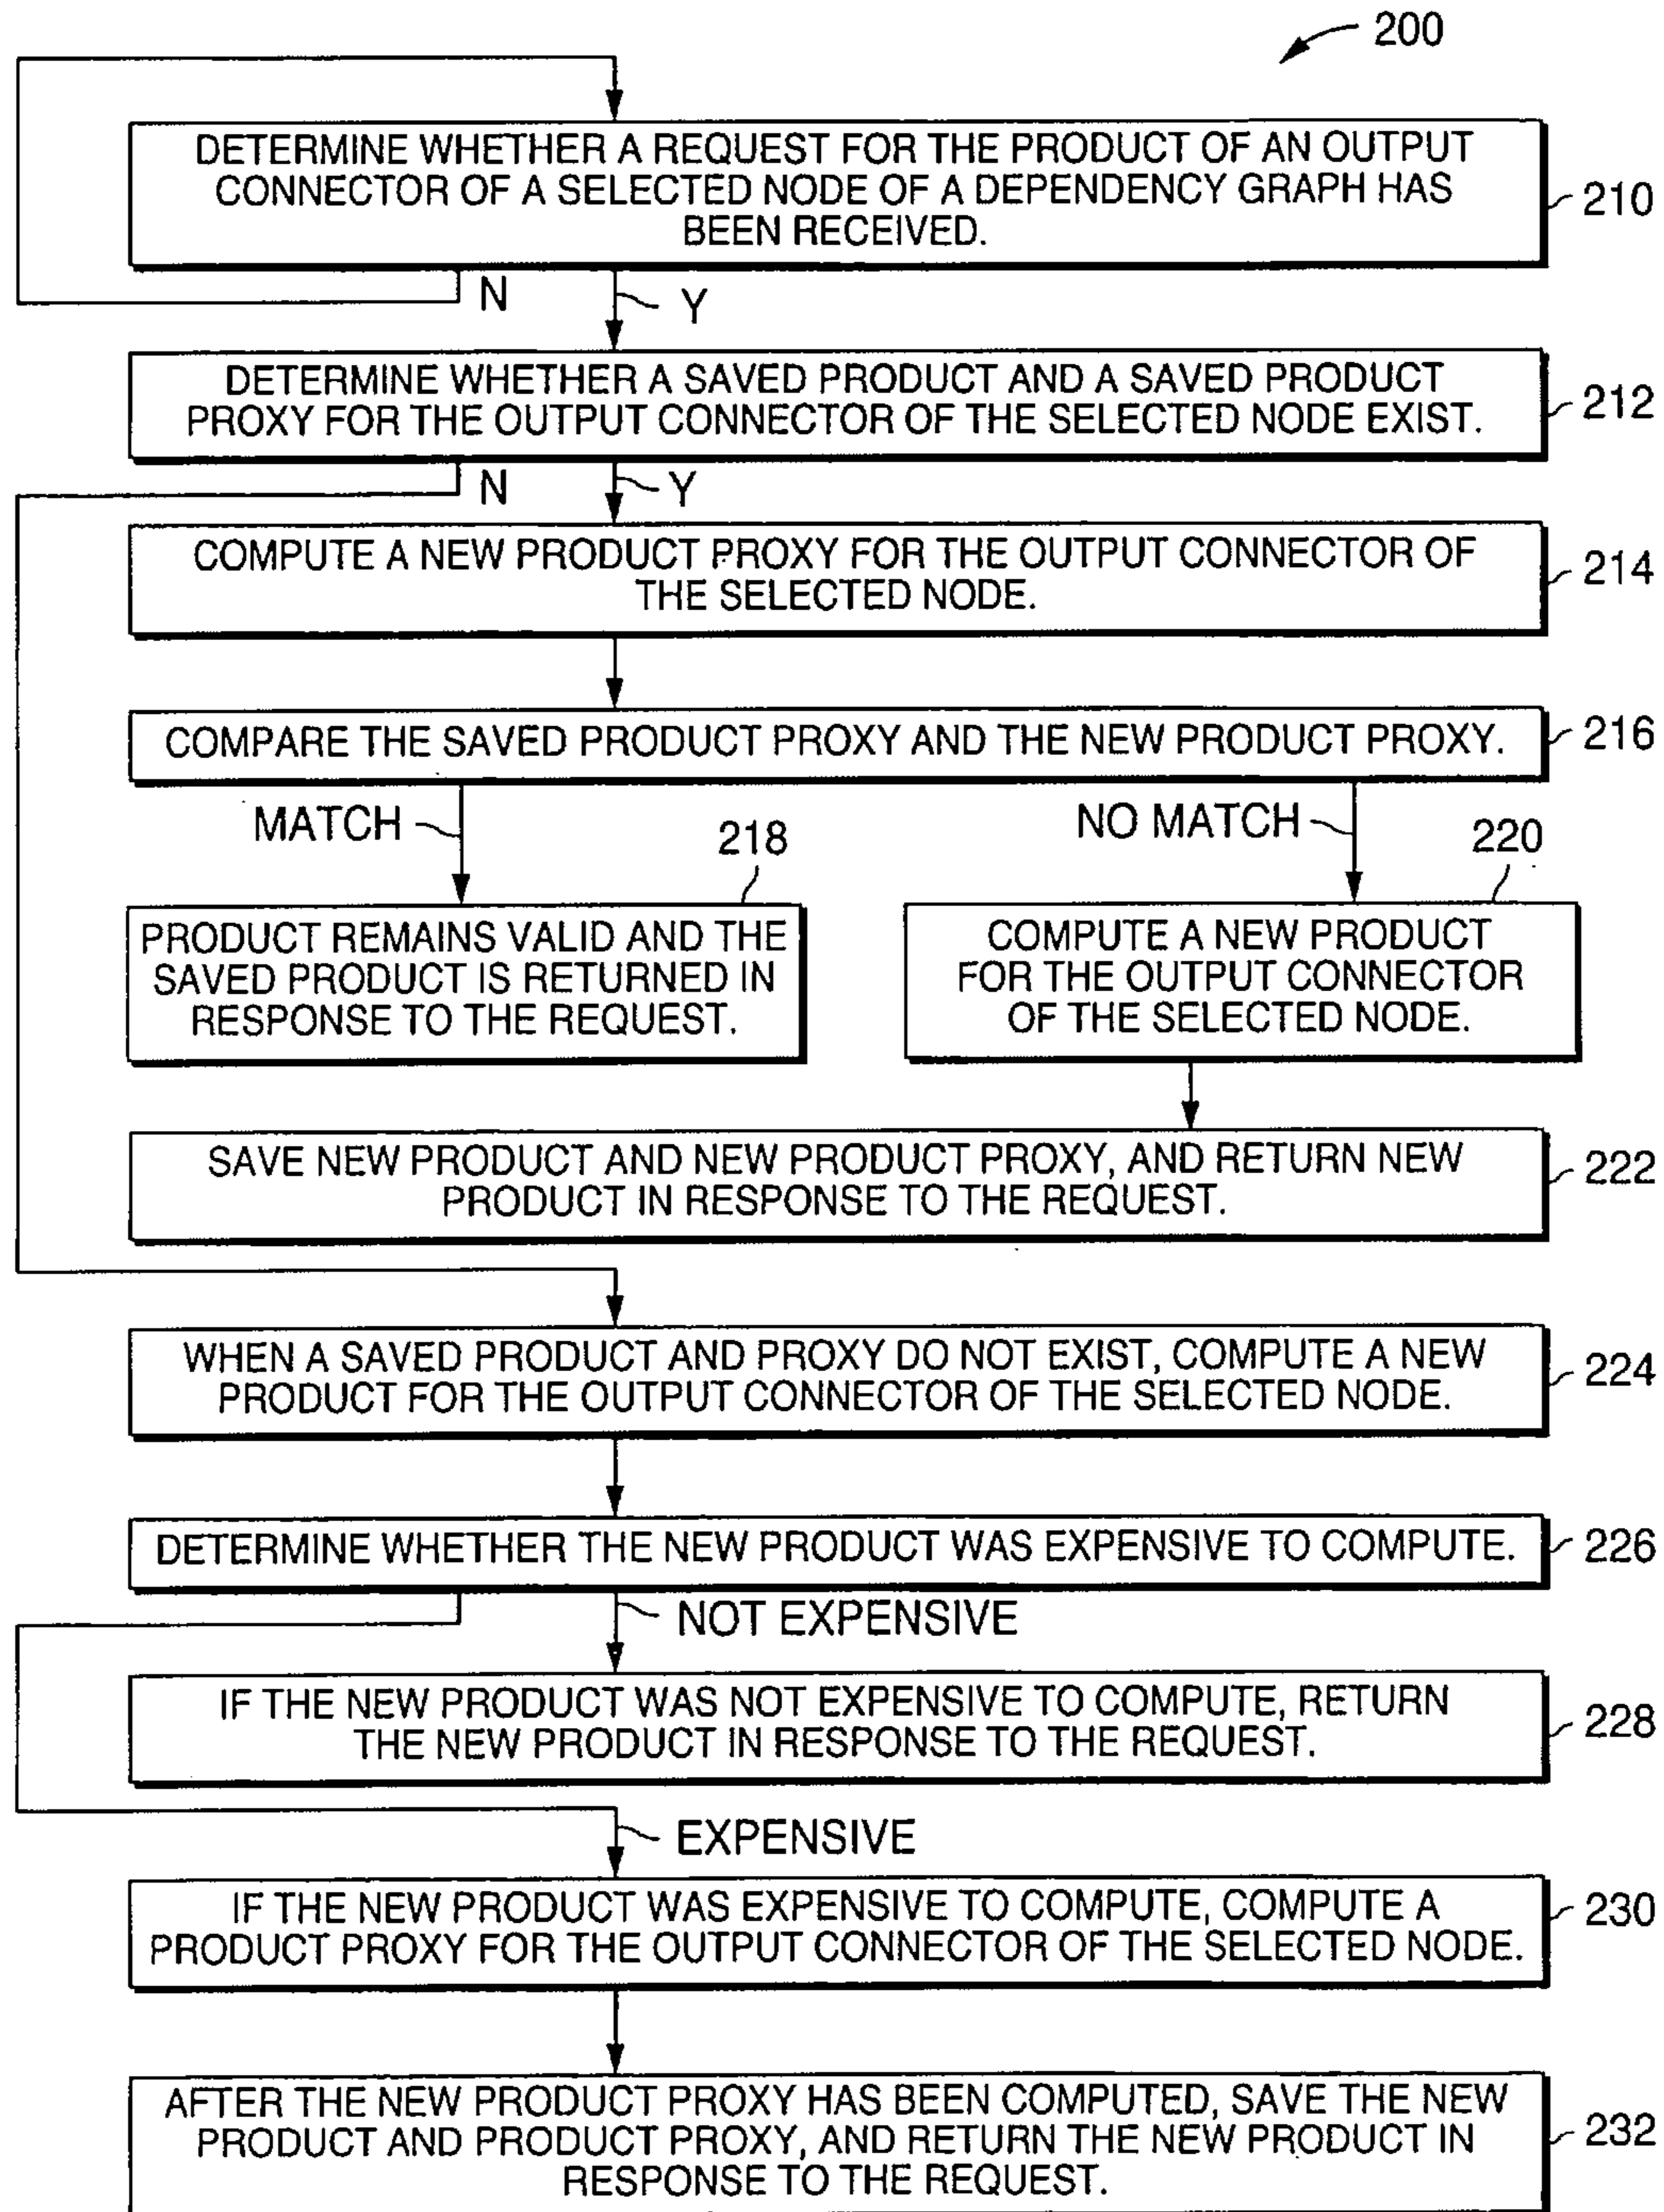 200
DETERMINE WHETHER A REQUEST FOR THE PRODUCT OF AN OUTPUT
CONNECTOR OF A SELECTED NODE OF A DEPENDENCY GRAPH HAS
BEEN RECEIVED.
210
N
Y
DETERMINE WHETHER A SAVED PRODUCT AND A SAVED PRODUCT
PROXY FOR THE OUTPUT CONNECTOR OF THE SELECTED NODE EXIST.
212
N
Y
COMPUTE A NEW PRODUCT PROXY FOR THE OUTPUT CONNECTOR OF
THE SELECTED NODE.
214
COMPARE THE SAVED PRODUCT PROXY AND THE NEW PRODUCT PROXY.
216
MATCH
NO MATCH
218
220
PRODUCT REMAINS VALID AND THE
SAVED PRODUCT IS RETURNED IN
RESPONSE TO THE REQUEST.
COMPUTE A NEW PRODUCT
FOR THE OUTPUT CONNECTOR
OF THE SELECTED NODE.
SAVE NEW PRODUCT AND NEW PRODUCT PROXY, AND RETURN NEW
PRODUCT IN RESPONSE TO THE REQUEST.
222
WHEN A SAVED PRODUCT AND PROXY DO NOT EXIST, COMPUTE A NEW
PRODUCT FOR THE OUTPUT CONNECTOR OF THE SELECTED NODE.
224
DETERMINE WHETHER THE NEW PRODUCT WAS EXPENSIVE TO COMPUTE.
226
NOT EXPENSIVE
IF THE NEW PRODUCT WAS NOT EXPENSIVE TO COMPUTE, RETURN
THE NEW PRODUCT IN RESPONSE TO THE REQUEST.
228
EXPENSIVE
IF THE NEW PRODUCT WAS EXPENSIVE TO COMPUTE, COMPUTE A
PRODUCT PROXY FOR THE OUTPUT CONNECTOR OF THE SELECTED NODE.
230
AFTER THE NEW PRODUCT PROXY HAS BEEN COMPUTED, SAVE THE NEW
PRODUCT AND PRODUCT PROXY, AND RETURN THE NEW PRODUCT IN
RESPONSE TO THE REQUEST.
232